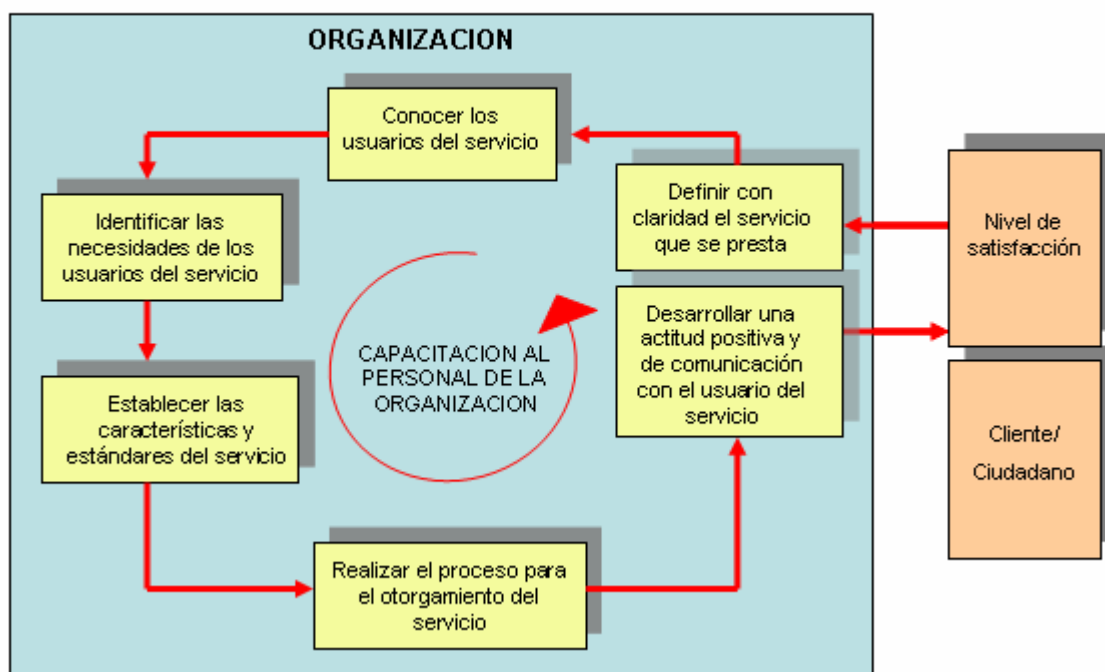 ORGANIZACION
Conocer los
usuarios del servicio
Identificar las
necesidades de los
usuarios del servicio
Establecer las
características y
estándares del servicio
Realizar el proceso para
el otorgamiento del
servicio
CAPACITACION AL
PERSONAL DE LA
ORGANIZACION
Definir con
claridad el servicio
que se presta
Desarrollar una
actitud positiva y
de comunicación
con el usuario del
servicio
Nivel de
satisfacción
Cliente/
Ciudadano